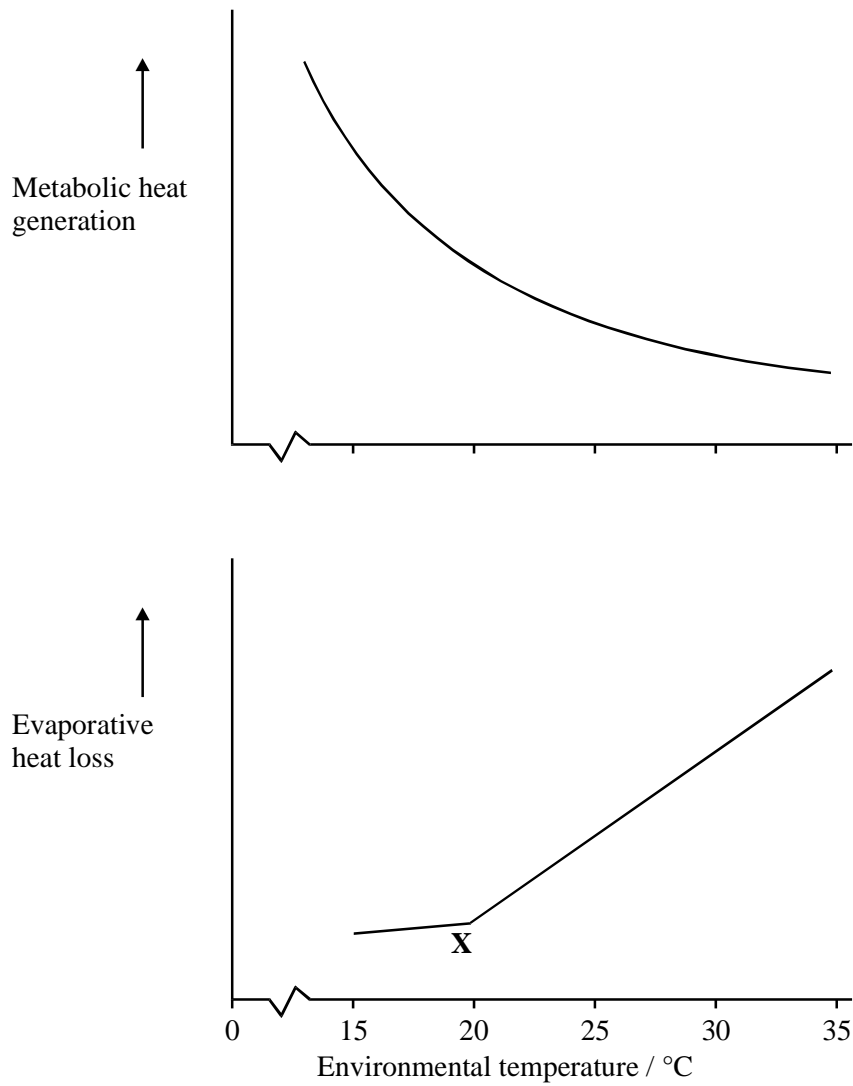 Metabolic heat
generation
Evaporative
heat loss
X
0 15 20 25 30 35
Environmental temperature / °C